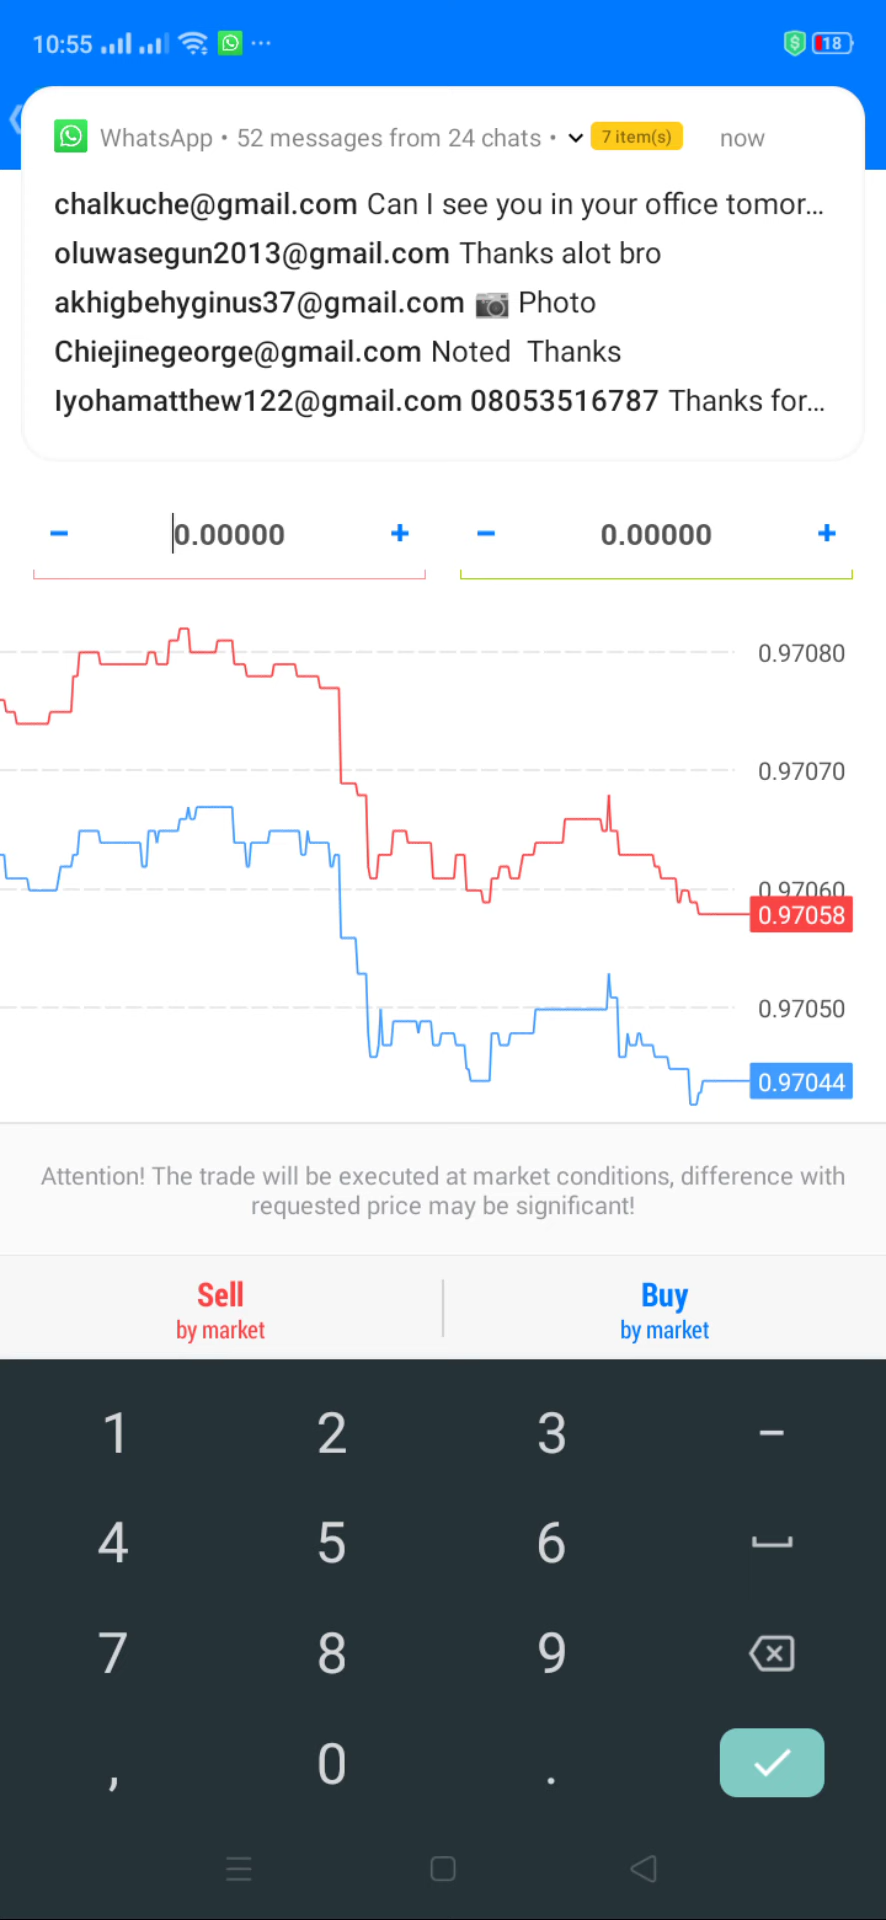 10:55 ... 18
WhatsApp • 52 messages from 24 chats • 7 item(s) now
chalkuche@gmail.com Can I see you in your office tomor...
oluwasegun2013@gmail.com Thanks alot bro
akhigbehyginus37@gmail.com 📷 Photo
Chiejinegeorge@gmail.com Noted  Thanks
Iyohamatthew122@gmail.com 08053516787 Thanks for...
− 0.00000 + − 0.00000 +
0.97080
0.97070
0.97060
0.97058
0.97050
0.97044
Attention! The trade will be executed at market conditions, difference with
requested price may be significant!
Sell Buy
by market by market
1 2 3 −
4 5 6
7 8 9
, 0 .